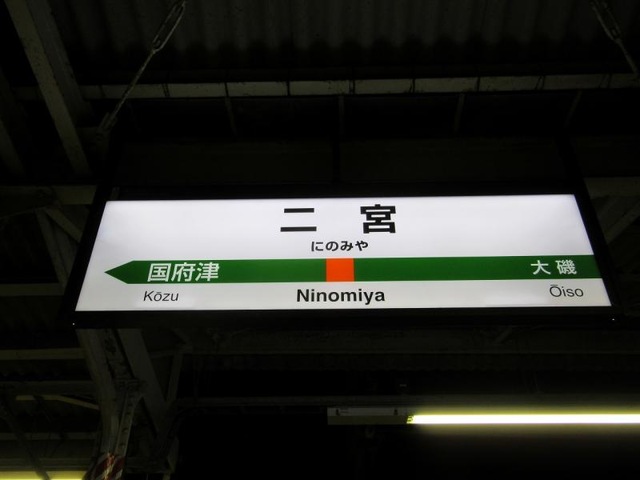 二宮
にのみや
国府津 大磯
Kōzu Ninomiya Ōiso